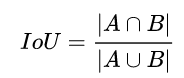 IoU = |A ∩ B| / |A ∪ B|